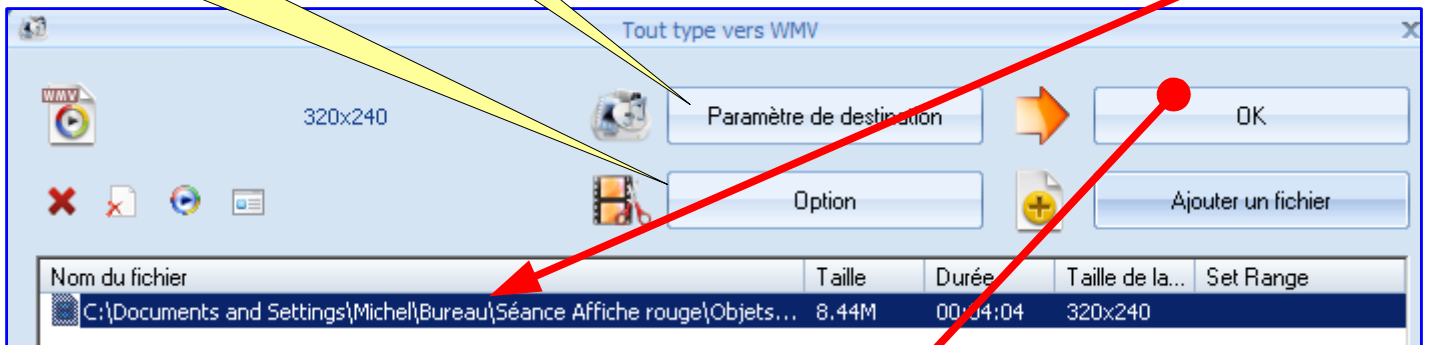 Tout type vers WMV
WMV
320x240
Paramètre de destination
OK
Option
Ajouter un fichier
Nom du fichier Taille Durée Taille de la... Set Range
C:\Documents and Settings\Michel\Bureau\Séance Affiche rouge\Objets... 8.44M 00:04:04 320x240